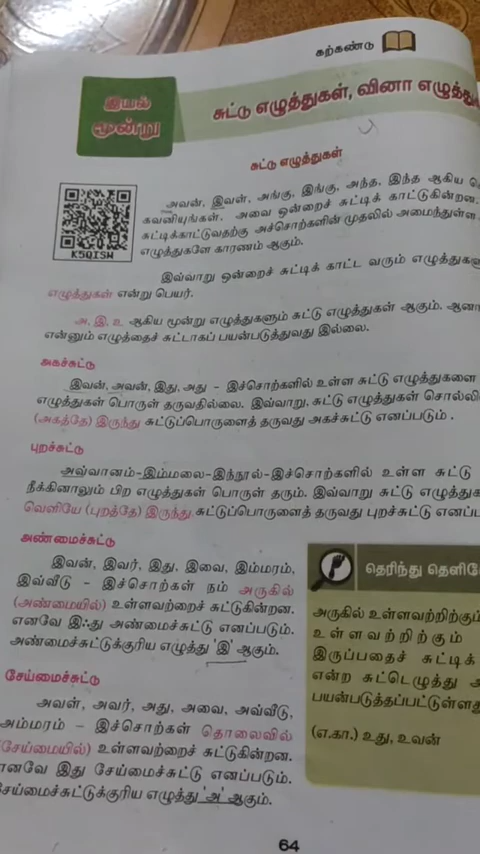 கற்கண்டு
இயல்
மூன்று
சுட்டு எழுத்துகள், வினா எழுத்து
சுட்டு எழுத்துகள்
K5QISW
அவன், இவள், அங்கு, இங்கு, அந்த, இந்த ஆகிய
கவனியுங்கள். அவை ஒன்றைச் சுட்டிக் காட்டுகின்றன.
சுட்டிக்காட்டுவதற்கு அச்சொற்களின் முதலில் அமைந்துள்ள
எழுத்துகளே காரணம் ஆகும்.
இவ்வாறு ஒன்றைச் சுட்டிக் காட்ட வரும்
எழுத்துகள் என்று பெயர்.
அ, இ, உ ஆகிய மூன்று எழுத்துகளும் சுட்டு எழுத்துகள் ஆகும்.
என்னும் எழுத்தைச் சுட்டாகப் பயன்படுத்துவது இல்லை.
அகச்சுட்டு
இவன், அவன், இது, அது – இச்சொற்களில் உள்ள சுட்டு எழுத்துகளை
எழுத்துகள் பொருள் தருவதில்லை. இவ்வாறு, சுட்டு எழுத்துகள்
(அகத்தே) இருந்து சுட்டுப்பொருளைத் தருவது அகச்சுட்டு எனப்படும் .
புறச்சுட்டு
அவ்வானம்-இம்மலை-இந்நூல்-இச்சொற்களில் உள்ள சுட்டு
நீக்கினாலும் பிற எழுத்துகள் பொருள் தரும். இவ்வாறு சுட்டு
வெளியே (புறத்தே) இருந்து சுட்டுப்பொருளைத் தருவது புறச்சுட்டு
அண்மைச்சுட்டு
இவன், இவர், இது, இவை, இம்மரம்,
இவ்வீடு – இச்சொற்கள் நம் அருகில்
(அண்மையில்) உள்ளவற்றைச் சுட்டுகின்றன.
எனவே இஃது அண்மைச்சுட்டு எனப்படும்.
அண்மைச்சுட்டுக்குரிய எழுத்து 'இ' ஆகும்.
சேய்மைச்சுட்டு
அவள், அவர், அது, அவை, அவ்வீடு,
அம்மரம் – இச்சொற்கள் தொலைவில்
(சேய்மையில்) உள்ளவற்றைச் சுட்டுகின்றன.
எனவே இது சேய்மைச்சுட்டு எனப்படும்.
சேய்மைச்சுட்டுக்குரிய எழுத்து 'அ' ஆகும்.
தெரிந்து
அருகில் உள்ளவற்றிற்கும்
உள்ளவற்றிற்கும்
இருப்பதைச் சுட்டிக்
என்ற சுட்டெழுத்து
பயன்படுத்தப்பட்டுள்ளது
(எ.கா.) உது, உவன்
64